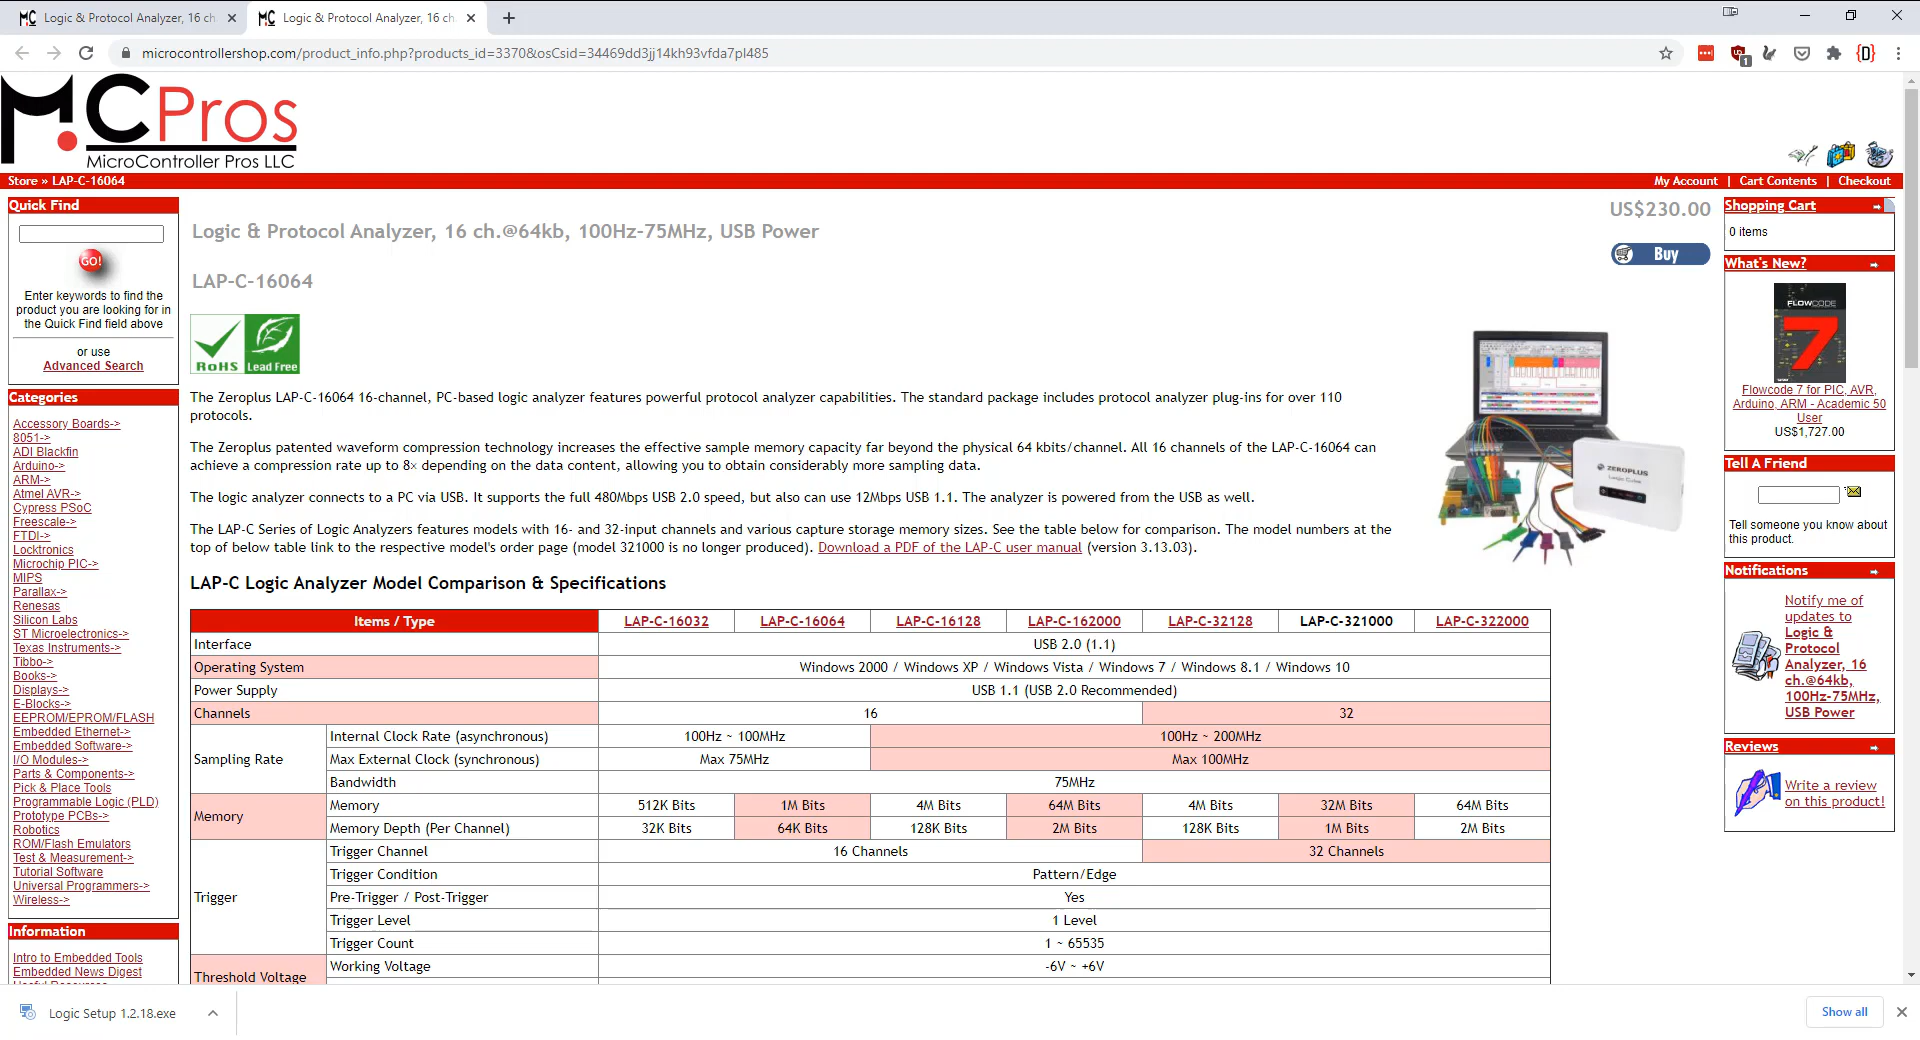 Logic & Protocol Analyzer, 16 ch
Logic & Protocol Analyzer, 16 ch
microcontrollershop.com/product_info.php?products_id=3370&osCsid=34469dd3jj14kh93vfda7pl485
1
MCPros
MicroController Pros LLC
Store » LAP-C-16064
My Account | Cart Contents | Checkout
Quick Find
GO!
Enter keywords to find the
product you are looking for in
the Quick Find field above
or use
Advanced Search
Categories
Accessory Boards->
8051->
ADI Blackfin
Arduino->
ARM->
Atmel AVR->
Cypress PSoC
Freescale->
FTDI->
Locktronics
Microchip PIC->
MIPS
Parallax->
Renesas
Silicon Labs
ST Microelectronics->
Texas Instruments->
Tibbo->
Books->
Displays->
E-Blocks->
EEPROM/EPROM/FLASH
Embedded Ethernet->
Embedded Software->
I/O Modules->
Parts & Components->
Pick & Place Tools
Programmable Logic (PLD)
Prototype PCBs->
Robotics
ROM/Flash Emulators
Test & Measurement->
Tutorial Software
Universal Programmers->
Wireless->
Information
Intro to Embedded Tools
Embedded News Digest
Logic & Protocol Analyzer, 16 ch.@64kb, 100Hz-75MHz, USB Power
LAP-C-16064
US$230.00
Buy
RoHS Lead Free
The Zeroplus LAP-C-16064 16-channel, PC-based logic analyzer features powerful protocol analyzer capabilities. The standard package includes protocol analyzer plug-ins for over 110
protocols.
The Zeroplus patented waveform compression technology increases the effective sample memory capacity far beyond the physical 64 kbits/channel. All 16 channels of the LAP-C-16064 can
achieve a compression rate up to 8× depending on the data content, allowing you to obtain considerably more sampling data.
The logic analyzer connects to a PC via USB. It supports the full 480Mbps USB 2.0 speed, but also can use 12Mbps USB 1.1. The analyzer is powered from the USB as well.
The LAP-C Series of Logic Analyzers features models with 16- and 32-input channels and various capture storage memory sizes. See the table below for comparison. The model numbers at the
top of below table link to the respective model's order page (model 321000 is no longer produced). Download a PDF of the LAP-C user manual (version 3.13.03).
ZEROPLUS
Logic Cube
LAP-C Logic Analyzer Model Comparison & Specifications
Items / Type LAP-C-16032 LAP-C-16064 LAP-C-16128 LAP-C-162000 LAP-C-32128 LAP-C-321000 LAP-C-322000
Interface USB 2.0 (1.1)
Operating System Windows 2000 / Windows XP / Windows Vista / Windows 7 / Windows 8.1 / Windows 10
Power Supply USB 1.1 (USB 2.0 Recommended)
Channels 16 32
Sampling Rate
Internal Clock Rate (asynchronous) 100Hz ~ 100MHz 100Hz ~ 200MHz
Max External Clock (synchronous) Max 75MHz Max 100MHz
Bandwidth 75MHz
Memory
Memory 512K Bits 1M Bits 4M Bits 64M Bits 4M Bits 32M Bits 64M Bits
Memory Depth (Per Channel) 32K Bits 64K Bits 128K Bits 2M Bits 128K Bits 1M Bits 2M Bits
Trigger
Trigger Channel 16 Channels 32 Channels
Trigger Condition Pattern/Edge
Pre-Trigger / Post-Trigger Yes
Trigger Level 1 Level
Trigger Count 1 ~ 65535
Threshold Voltage
Working Voltage -6V ~ +6V
Shopping Cart
0 items
What's New?
FLOWCODE
7
Flowcode 7 for PIC, AVR,
Arduino, ARM - Academic 50
User
US$1,727.00
Tell A Friend
Tell someone you know about
this product.
Notifications
Notify me of
updates to
Logic &
Protocol
Analyzer, 16
ch.@64kb,
100Hz-75MHz,
USB Power
Reviews
Write a review
on this product!
Logic Setup 1.2.18.exe
Show all